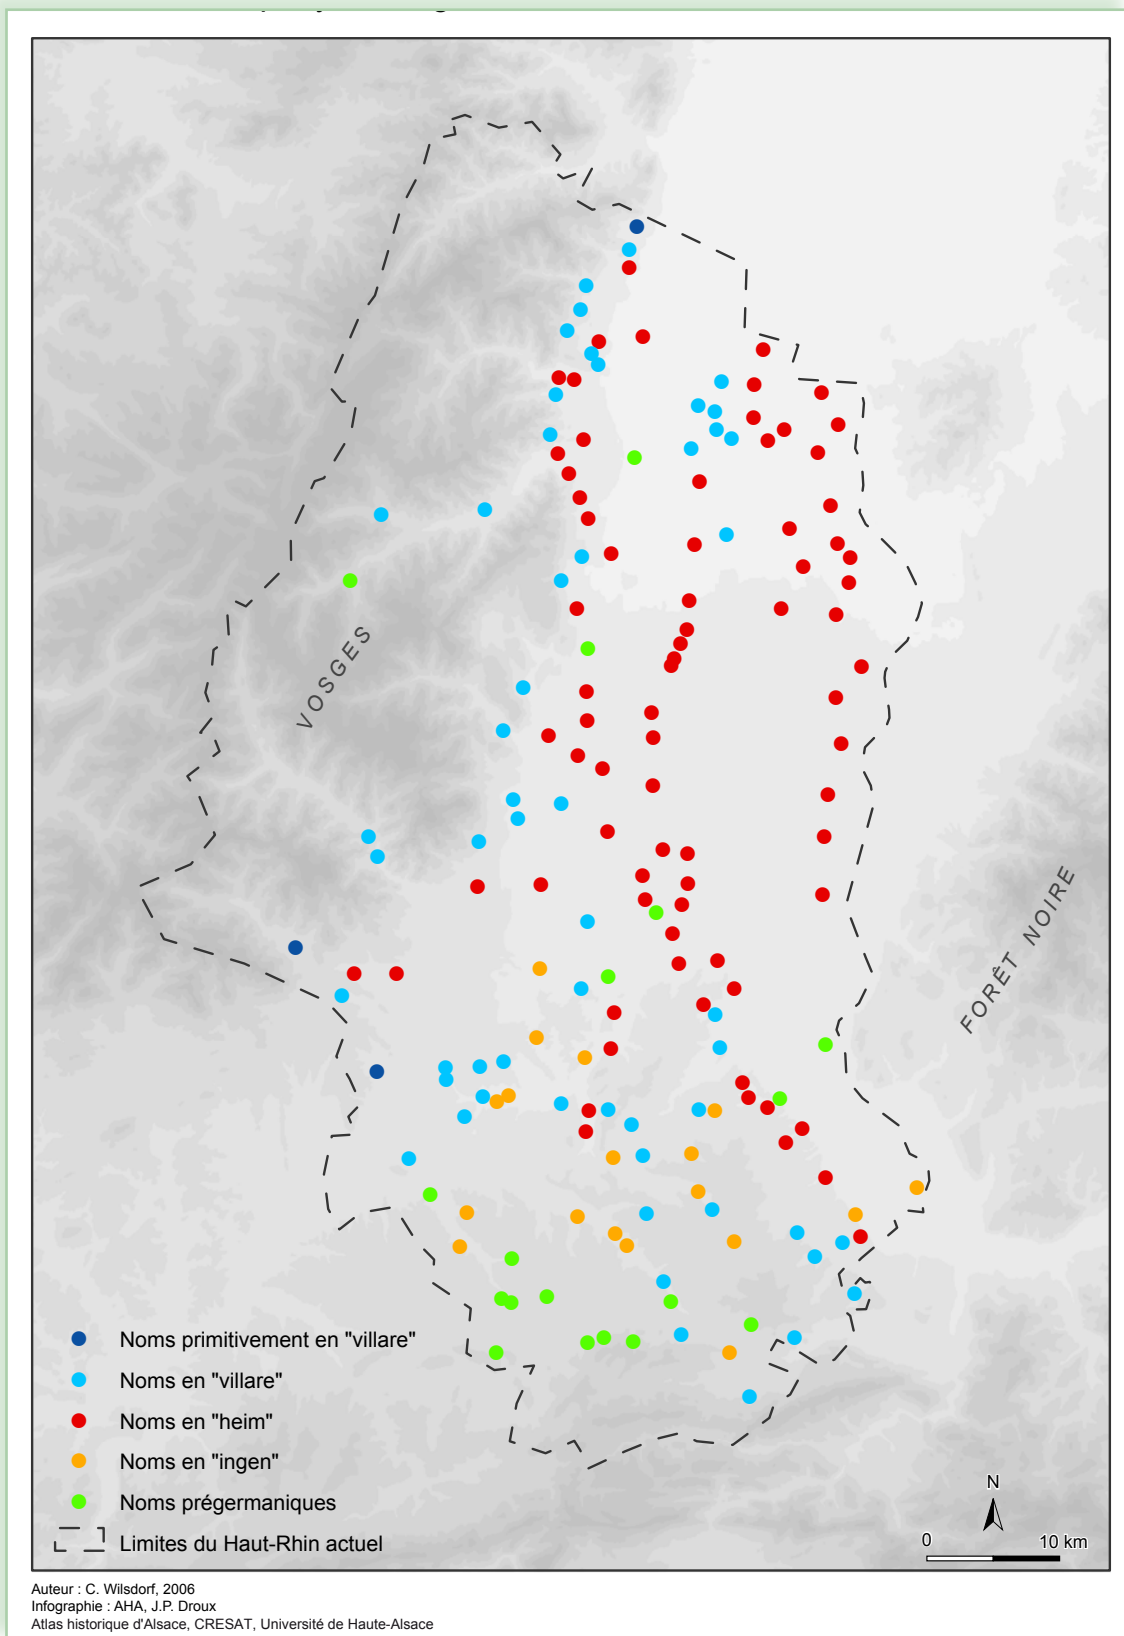 VOSGES
FORÊT NOIRE
Noms primitivement en "villare"
Noms en "villare"
Noms en "heim"
Noms en "ingen"
Noms prégermaniques
Limites du Haut-Rhin actuel
N
0 10 km
Auteur : C. Wilsdorf, 2006
Infographie : AHA, J.P. Droux
Atlas historique d'Alsace, CRESAT, Université de Haute-Alsace